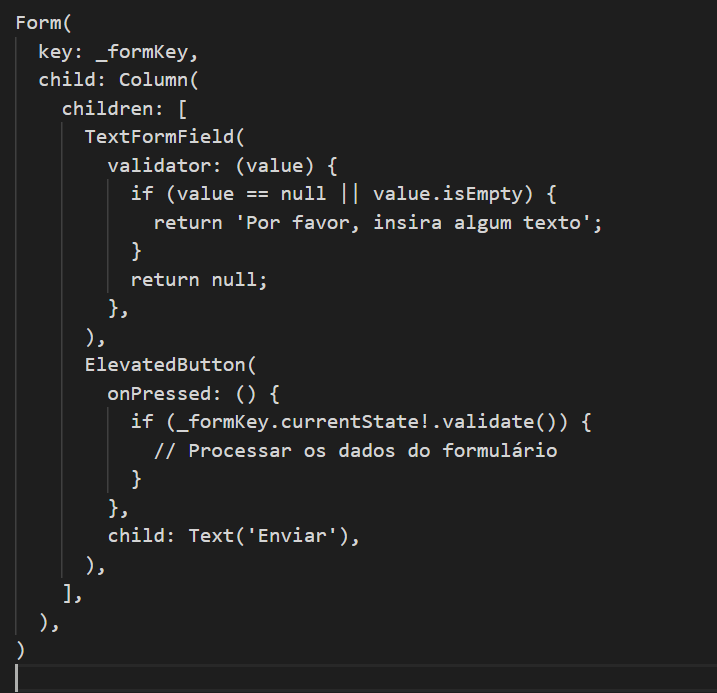 Form(
  key: _formKey,
  child: Column(
    children: [
      TextFormField(
        validator: (value) {
          if (value == null || value.isEmpty) {
            return 'Por favor, insira algum texto';
          }
          return null;
        },
      ),
      ElevatedButton(
        onPressed: () {
          if (_formKey.currentState!.validate()) {
            // Processar os dados do formulário
          }
        },
        child: Text('Enviar'),
      ),
    ],
  ),
)